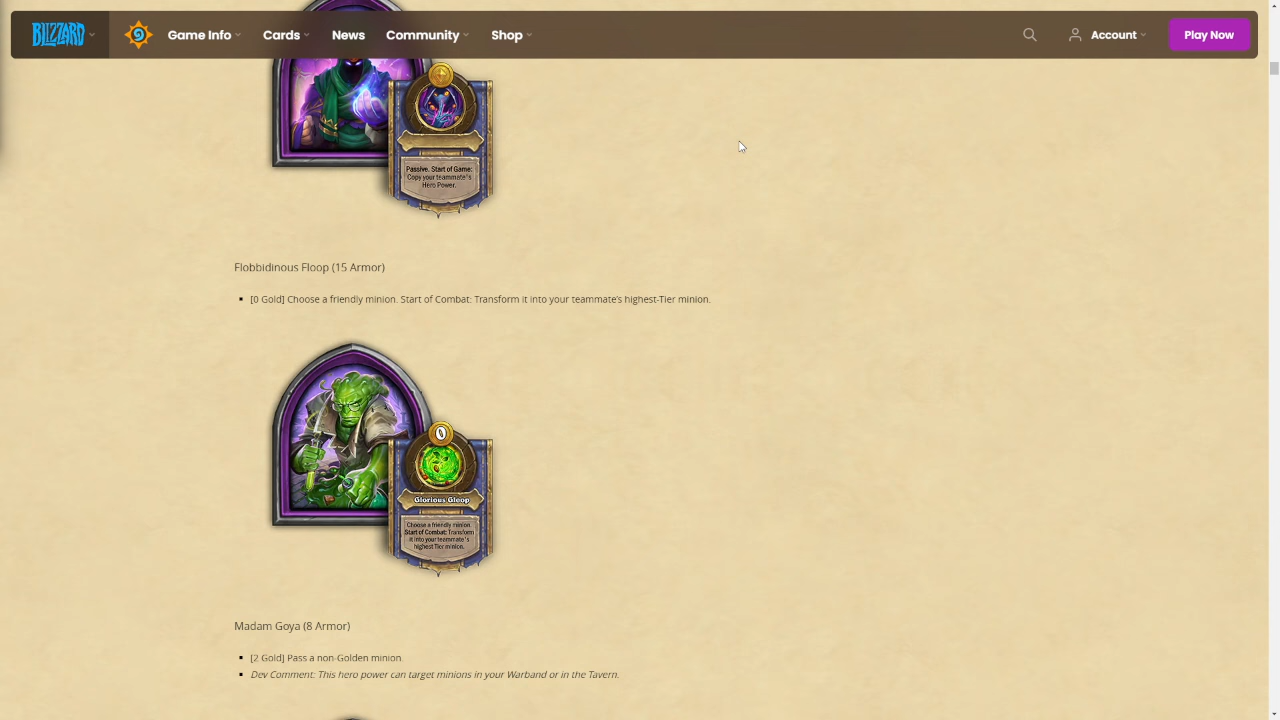 BLIZZARD
Game Info
Cards
News
Community
Shop
Account
Play Now
Passive. Start of Game:
Copy your teammate's
Hero Power.
Flobbidinous Floop (15 Armor)
[0 Gold] Choose a friendly minion. Start of Combat: Transform it into your teammate's highest-Tier minion.
0
Glorious Gloop
Choose a friendly minion.
Start of Combat: Transform
it into your teammate's
highest Tier minion.
Madam Goya (8 Armor)
[2 Gold] Pass a non-Golden minion.
Dev Comment: This hero power can target minions in your Warband or in the Tavern.